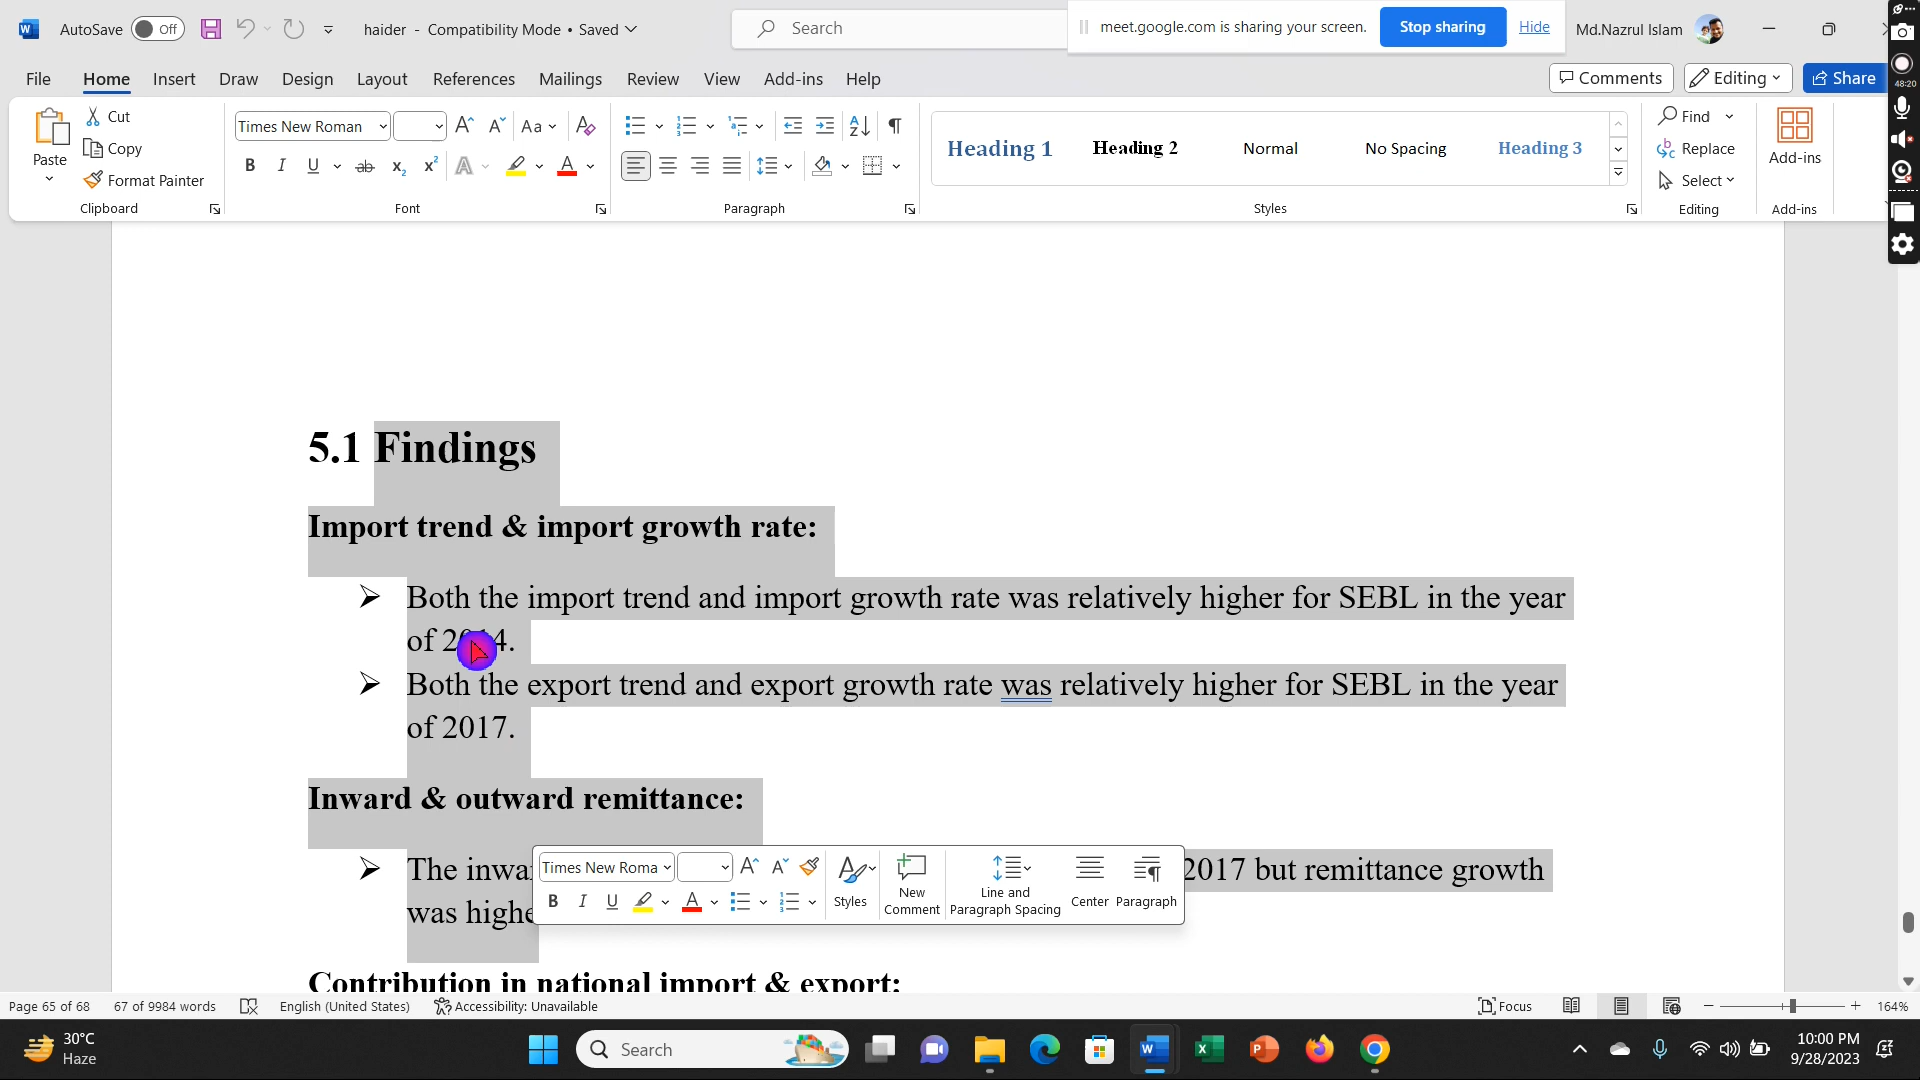 AutoSave Off haider - Compatibility Mode • Saved Search meet.google.com is sharing your screen. Stop sharing Hide Md.Nazrul Islam
File Home Insert Draw Design Layout References Mailings Review View Add-ins Help Comments Editing Share
48:20
Paste Cut Copy Format Painter
Times New Roman
Heading 1 Heading 2 Normal No Spacing Heading 3
Find Replace Select
Add-ins
Clipboard Font Paragraph Styles Editing Add-ins
5.1 Findings
Import trend & import growth rate:
Both the import trend and import growth rate was relatively higher for SEBL in the year
of 2014.
Both the export trend and export growth rate was relatively higher for SEBL in the year
of 2017.
Inward & outward remittance:
The inwa 2017 but remittance growth
was highe
Times New Roma
Styles New Comment Line and Paragraph Spacing Center Paragraph
Contribution in national import & export:
Page 65 of 68 67 of 9984 words English (United States) Accessibility: Unavailable Focus 164%
30°C
Haze
Search
10:00 PM
9/28/2023